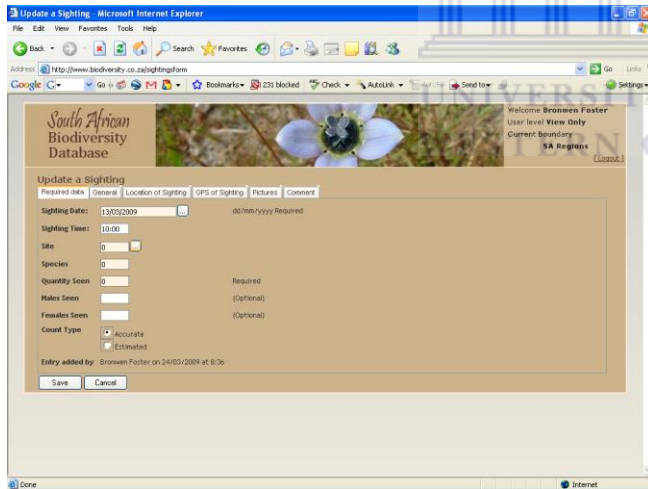 Update a Sighting - Microsoft Internet Explorer
File Edit View Favorites Tools Help
Back Search Favorites
Address http://www.biodiversity.co.za/sightingsform Go Links
Google G Go M Bookmarks 231 blocked Check AutoLink Send to Settings
UNIVERSIT
South African
Biodiversity
Database
Welcome Bronwen Foster
User level View Only
Current Boundary
SA Regions
[Logout]
Update a Sighting
Required data General Location of Sighting GPS of Sighting Pictures Comment
Sighting Date: 13/03/2009 ... dd/mm/yyyy Required
Sighting Time: 10:00
Site 0 ...
Species 0
Quantity Seen 0 Required
Males Seen (Optional)
Females Seen (Optional)
Count Type Accurate
Estimated
Entry added by Bronwen Foster on 24/03/2009 at 8:36
Save Cancel
Done Internet